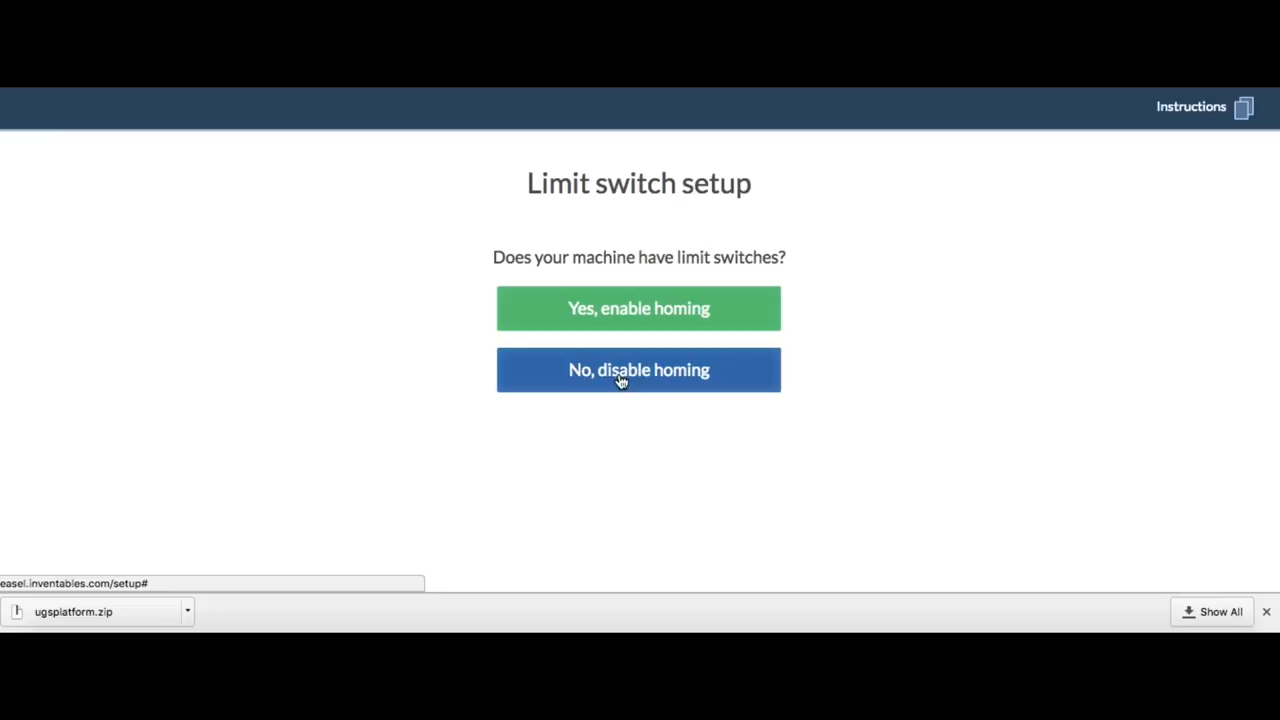 Instructions
Limit switch setup
Does your machine have limit switches?
Yes, enable homing
No, disable homing
easel.inventables.com/setup#
ugsplatform.zip
Show All